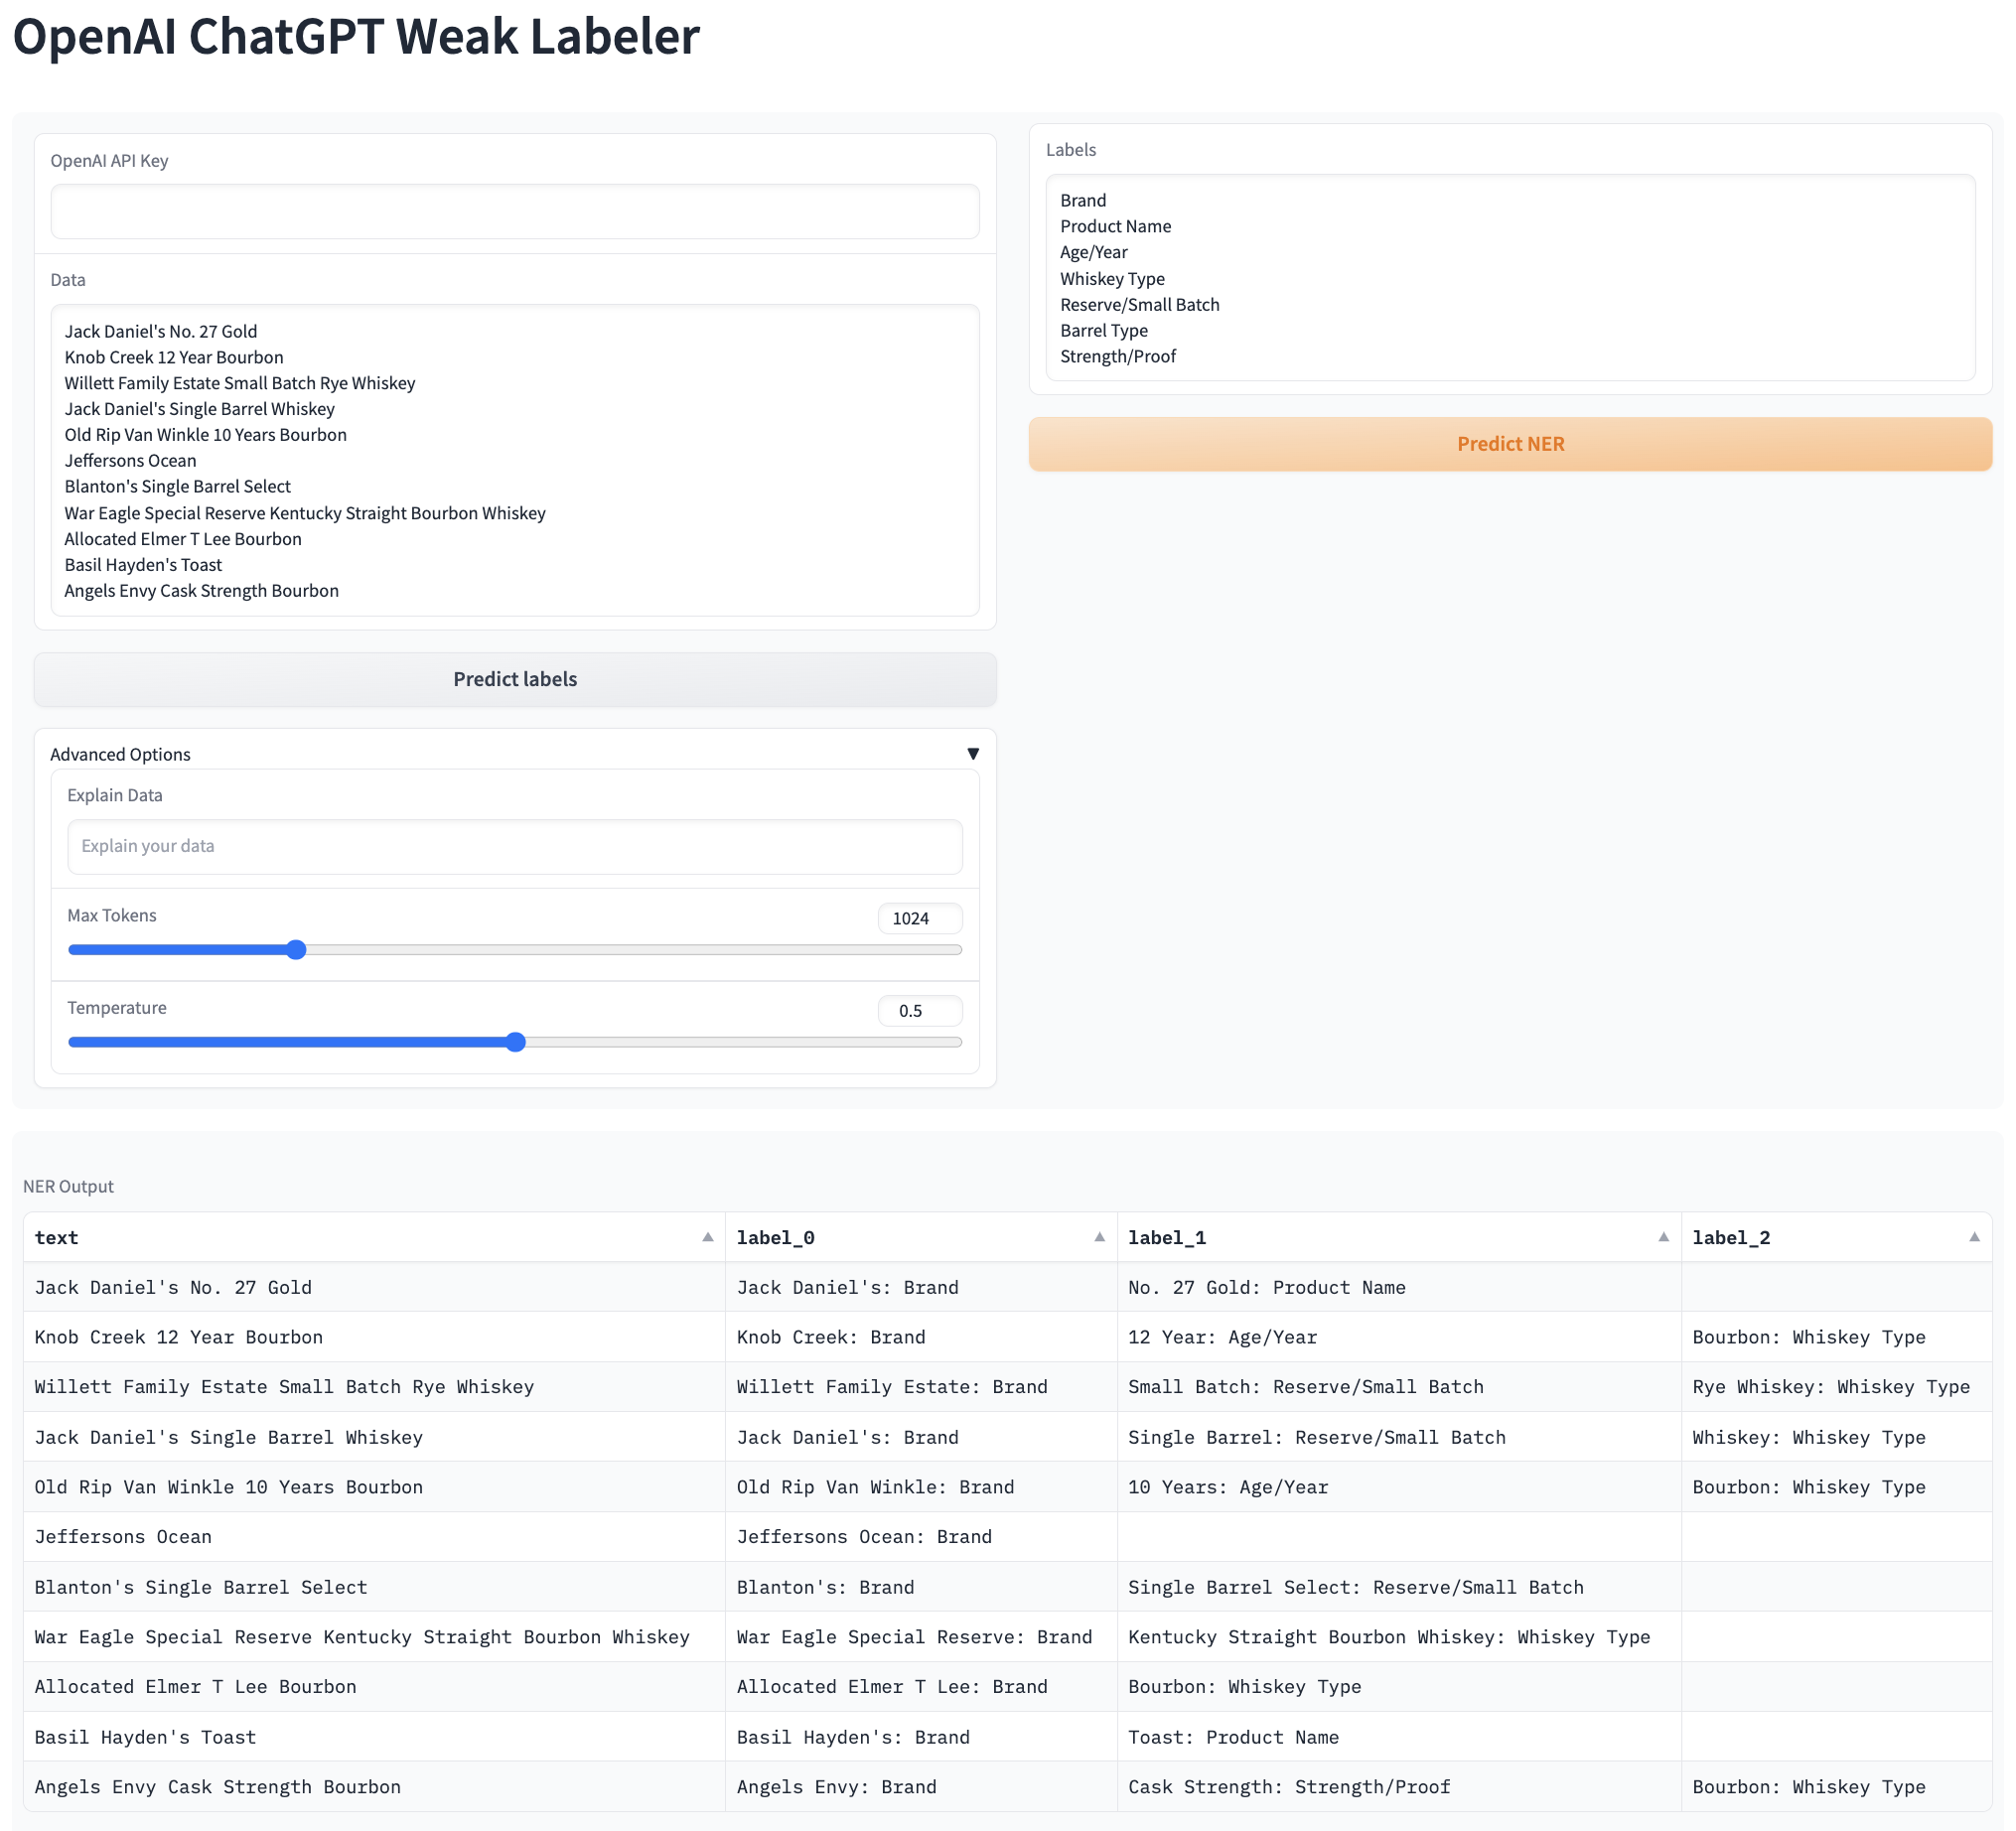 OpenAI ChatGPT Weak Labeler
OpenAI API Key
Data
Jack Daniel's No. 27 Gold
Knob Creek 12 Year Bourbon
Willett Family Estate Small Batch Rye Whiskey
Jack Daniel's Single Barrel Whiskey
Old Rip Van Winkle 10 Years Bourbon
Jeffersons Ocean
Blanton's Single Barrel Select
War Eagle Special Reserve Kentucky Straight Bourbon Whiskey
Allocated Elmer T Lee Bourbon
Basil Hayden's Toast
Angels Envy Cask Strength Bourbon
Predict labels
Advanced Options ▼
Explain Data
Explain your data
Max Tokens 1024
Temperature 0.5
Labels
Brand
Product Name
Age/Year
Whiskey Type
Reserve/Small Batch
Barrel Type
Strength/Proof
Predict NER
NER Output
text ▲ label_0 ▲ label_1 ▲ label_2 ▲
Jack Daniel's No. 27 Gold Jack Daniel's: Brand No. 27 Gold: Product Name
Knob Creek 12 Year Bourbon Knob Creek: Brand 12 Year: Age/Year Bourbon: Whiskey Type
Willett Family Estate Small Batch Rye Whiskey Willett Family Estate: Brand Small Batch: Reserve/Small Batch Rye Whiskey: Whiskey Type
Jack Daniel's Single Barrel Whiskey Jack Daniel's: Brand Single Barrel: Reserve/Small Batch Whiskey: Whiskey Type
Old Rip Van Winkle 10 Years Bourbon Old Rip Van Winkle: Brand 10 Years: Age/Year Bourbon: Whiskey Type
Jeffersons Ocean Jeffersons Ocean: Brand
Blanton's Single Barrel Select Blanton's: Brand Single Barrel Select: Reserve/Small Batch
War Eagle Special Reserve Kentucky Straight Bourbon Whiskey War Eagle Special Reserve: Brand Kentucky Straight Bourbon Whiskey: Whiskey Type
Allocated Elmer T Lee Bourbon Allocated Elmer T Lee: Brand Bourbon: Whiskey Type
Basil Hayden's Toast Basil Hayden's: Brand Toast: Product Name
Angels Envy Cask Strength Bourbon Angels Envy: Brand Cask Strength: Strength/Proof Bourbon: Whiskey Type